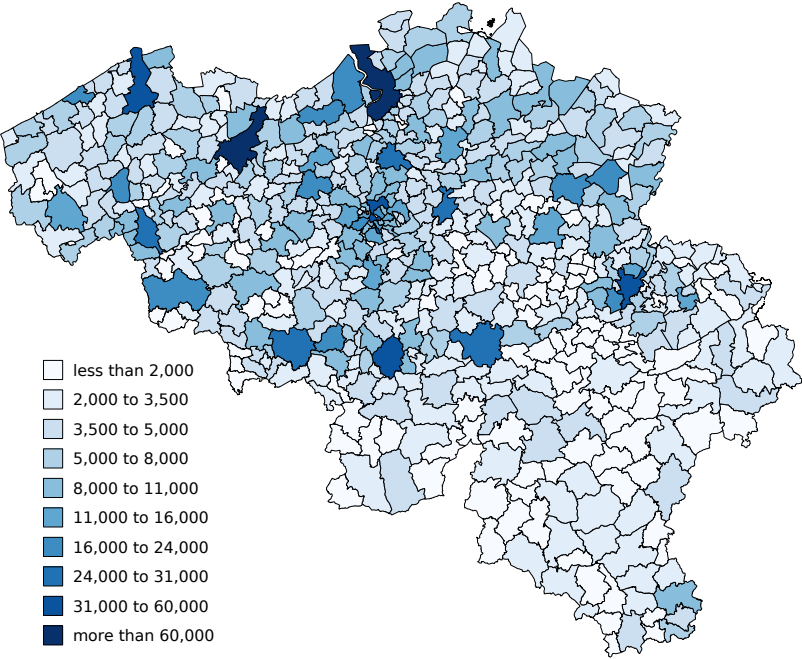 less than 2,000
2,000 to 3,500
3,500 to 5,000
5,000 to 8,000
8,000 to 11,000
11,000 to 16,000
16,000 to 24,000
24,000 to 31,000
31,000 to 60,000
more than 60,000